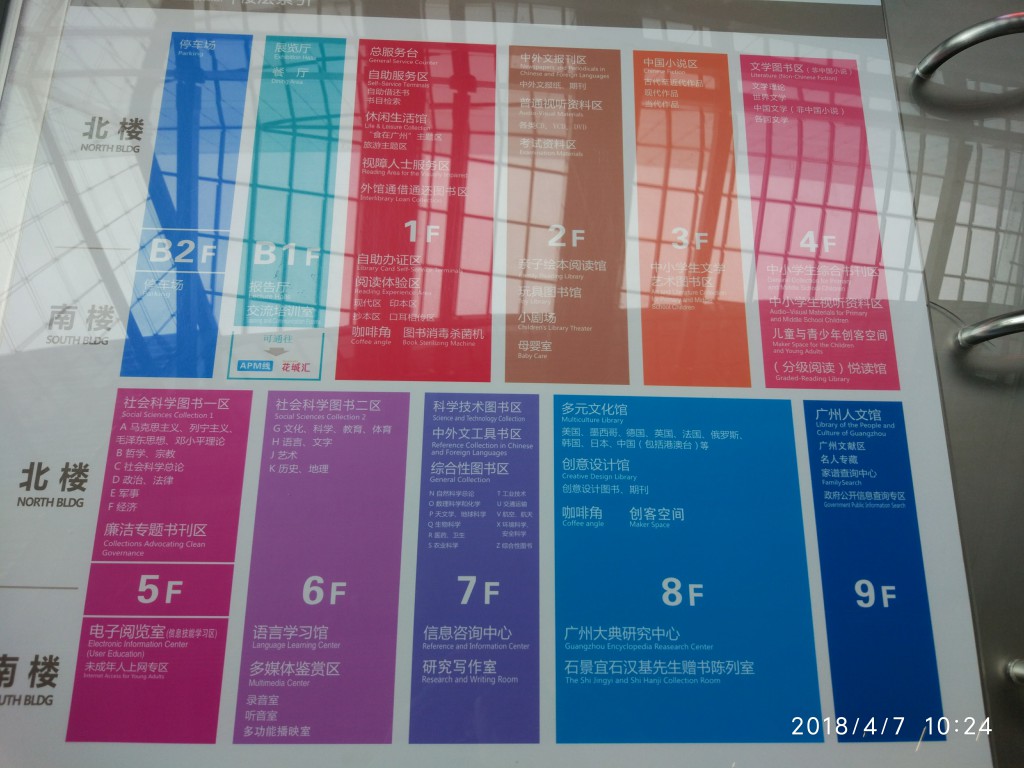 北楼
NORTH BLDG
南楼
SOUTH BLDG
停车场
Parking
B2F
停车场
Parking
展览厅
Exhibition Hall
餐厅
B1F
报告厅
交流培训室
可通往
APM线 花城汇
总服务台
General Service Counter
自助服务区
Self-Service Terminals
自助借还书
书目检索
休闲生活馆
Life & Leisure Collection
“食在广州”主题区
旅游主题区
视障人士服务区
Reading Area for the Visually Impaired
外馆通借通还图书区
Interlibrary Loan Collection
1F
自助办证区
Library Card Self-Service Terminals
阅读体验区
Reading Experience Area
现代区 印本区
抄本区 口耳相传区
咖啡角 图书消毒杀菌机
Coffee angle Book Sterilizing Machine
中外文报刊区
Newspapers and Periodicals in
Chinese and Foreign Languages
中外文报纸、期刊
普通视听资料区
Audio-Visual Materials
考试资料区
Examination Materials
2F
亲子绘本阅读馆
玩具图书馆
小剧场
Children's Library Theater
母婴室
Baby Care
中国小说区
Chinese Fiction
古代至近代作品
现代作品
当代作品
3F
中小学生文学
艺术图书区
文学图书区（非中国小说）
Literature (Non-Chinese Fiction)
文学理论
世界文学
中国文学（非中国小说）
各国文学
4F
中小学生综合书刊区
中小学生视听资料区
Audio-Visual Materials for Primary
and Middle School Children
儿童与青少年创客空间
Maker Space for the Children
and Young Adults
（分级阅读）悦读馆
Graded-Reading Library
北楼
NORTH BLDG
南楼
SOUTH BLDG
社会科学图书一区
Social Sciences Collection 1
A 马克思主义、列宁主义、
毛泽东思想、邓小平理论
B 哲学、宗教
C 社会科学总论
D 政治、法律
E 军事
F 经济
廉洁专题书刊区
Collections Advocating Clean
Governance
5F
电子阅览室（信息技能学习区）
Electronic Information Center
(User Education)
未成年人上网专区
Internet Access for Young Adults
社会科学图书二区
Social Sciences Collection 2
G 文化、科学、教育、体育
H 语言、文字
J 艺术
K 历史、地理
6F
语言学习馆
Language Learning Center
多媒体鉴赏区
Multimedia Center
录音室
听音室
多功能播映室
科学技术图书区
Science and Technology Collection
中外文工具书区
Reference Collection in Chinese
and Foreign Languages
综合性图书区
General Collection
N 自然科学总论 T 工业技术
O 数理科学和化学 U 交通运输
P 天文学、地球科学 V 航空、航天
Q 生物科学 X 环境科学、
R 医药、卫生 安全科学
S 农业科学 Z 综合性图书
7F
信息咨询中心
Reference and Information Center
研究写作室
Research and Writing Room
多元文化馆
Multiculture Library
美国、墨西哥、德国、英国、法国、俄罗斯、
韩国、日本、中国（包括港澳台）等
创意设计馆
Creative Design Library
创意设计图书、期刊
咖啡角 创客空间
Coffee angle Maker Space
8F
广州大典研究中心
Guangzhou Encyclopedia Reasearch Center
石景宜石汉基先生赠书陈列室
The Shi Jingyi and Shi Hanji Collection Room
广州人文馆
Library of the People and
Culture of Guangzhou
广州文献区
名人专藏
家谱查询中心
FamilySearch
政府公开信息查询专区
Government Public Information Search
9F
2018/4/7 10:24